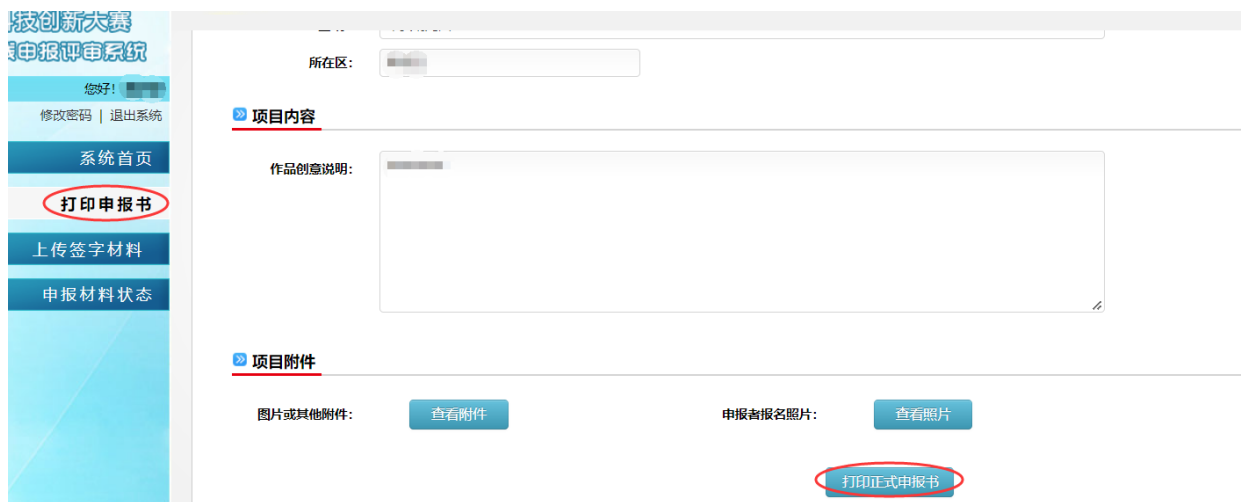 技创新大赛
申报评审系统
所在区：
您好！
修改密码 | 退出系统
项目内容
系统首页
作品创意说明：
打印申报书
上传签字材料
申报材料状态
项目附件
图片或其他附件： 查看附件 申报者报名照片： 查看照片
打印正式申报书